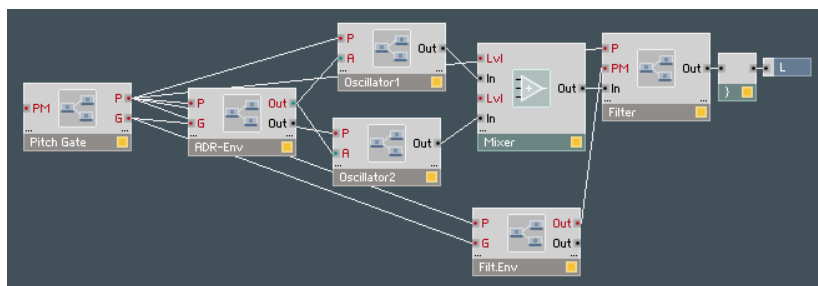 PM
P
G
...
...
Pitch Gate
P
G
Out
Out
...
...
ADR-Env
P
A
Out
...
...
Oscillator1
P
A
Out
...
...
Oscillator2
Lvl
In
Lvl
In
Out
...
...
Mixer
P
PM
In
Out
...
...
Filter
}
L
P
G
Out
Out
...
...
Filt.Env